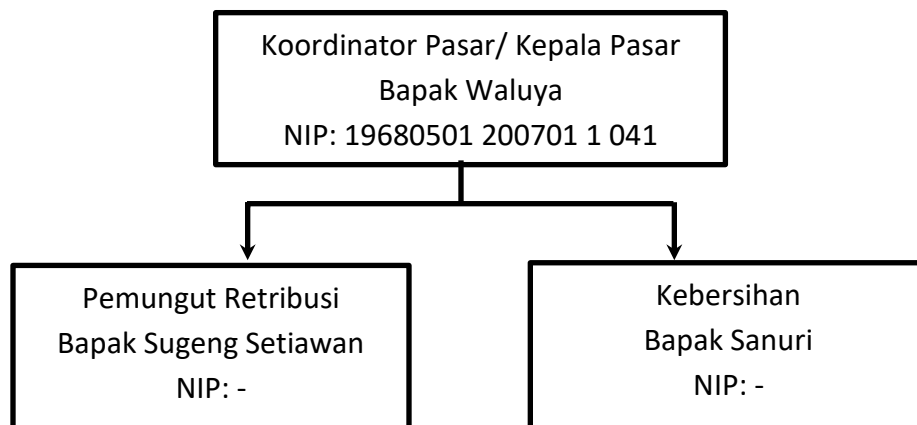 Koordinator Pasar/ Kepala Pasar
Bapak Waluya
NIP: 19680501 200701 1 041
Pemungut Retribusi
Bapak Sugeng Setiawan
NIP: -
Kebersihan
Bapak Sanuri
NIP: -